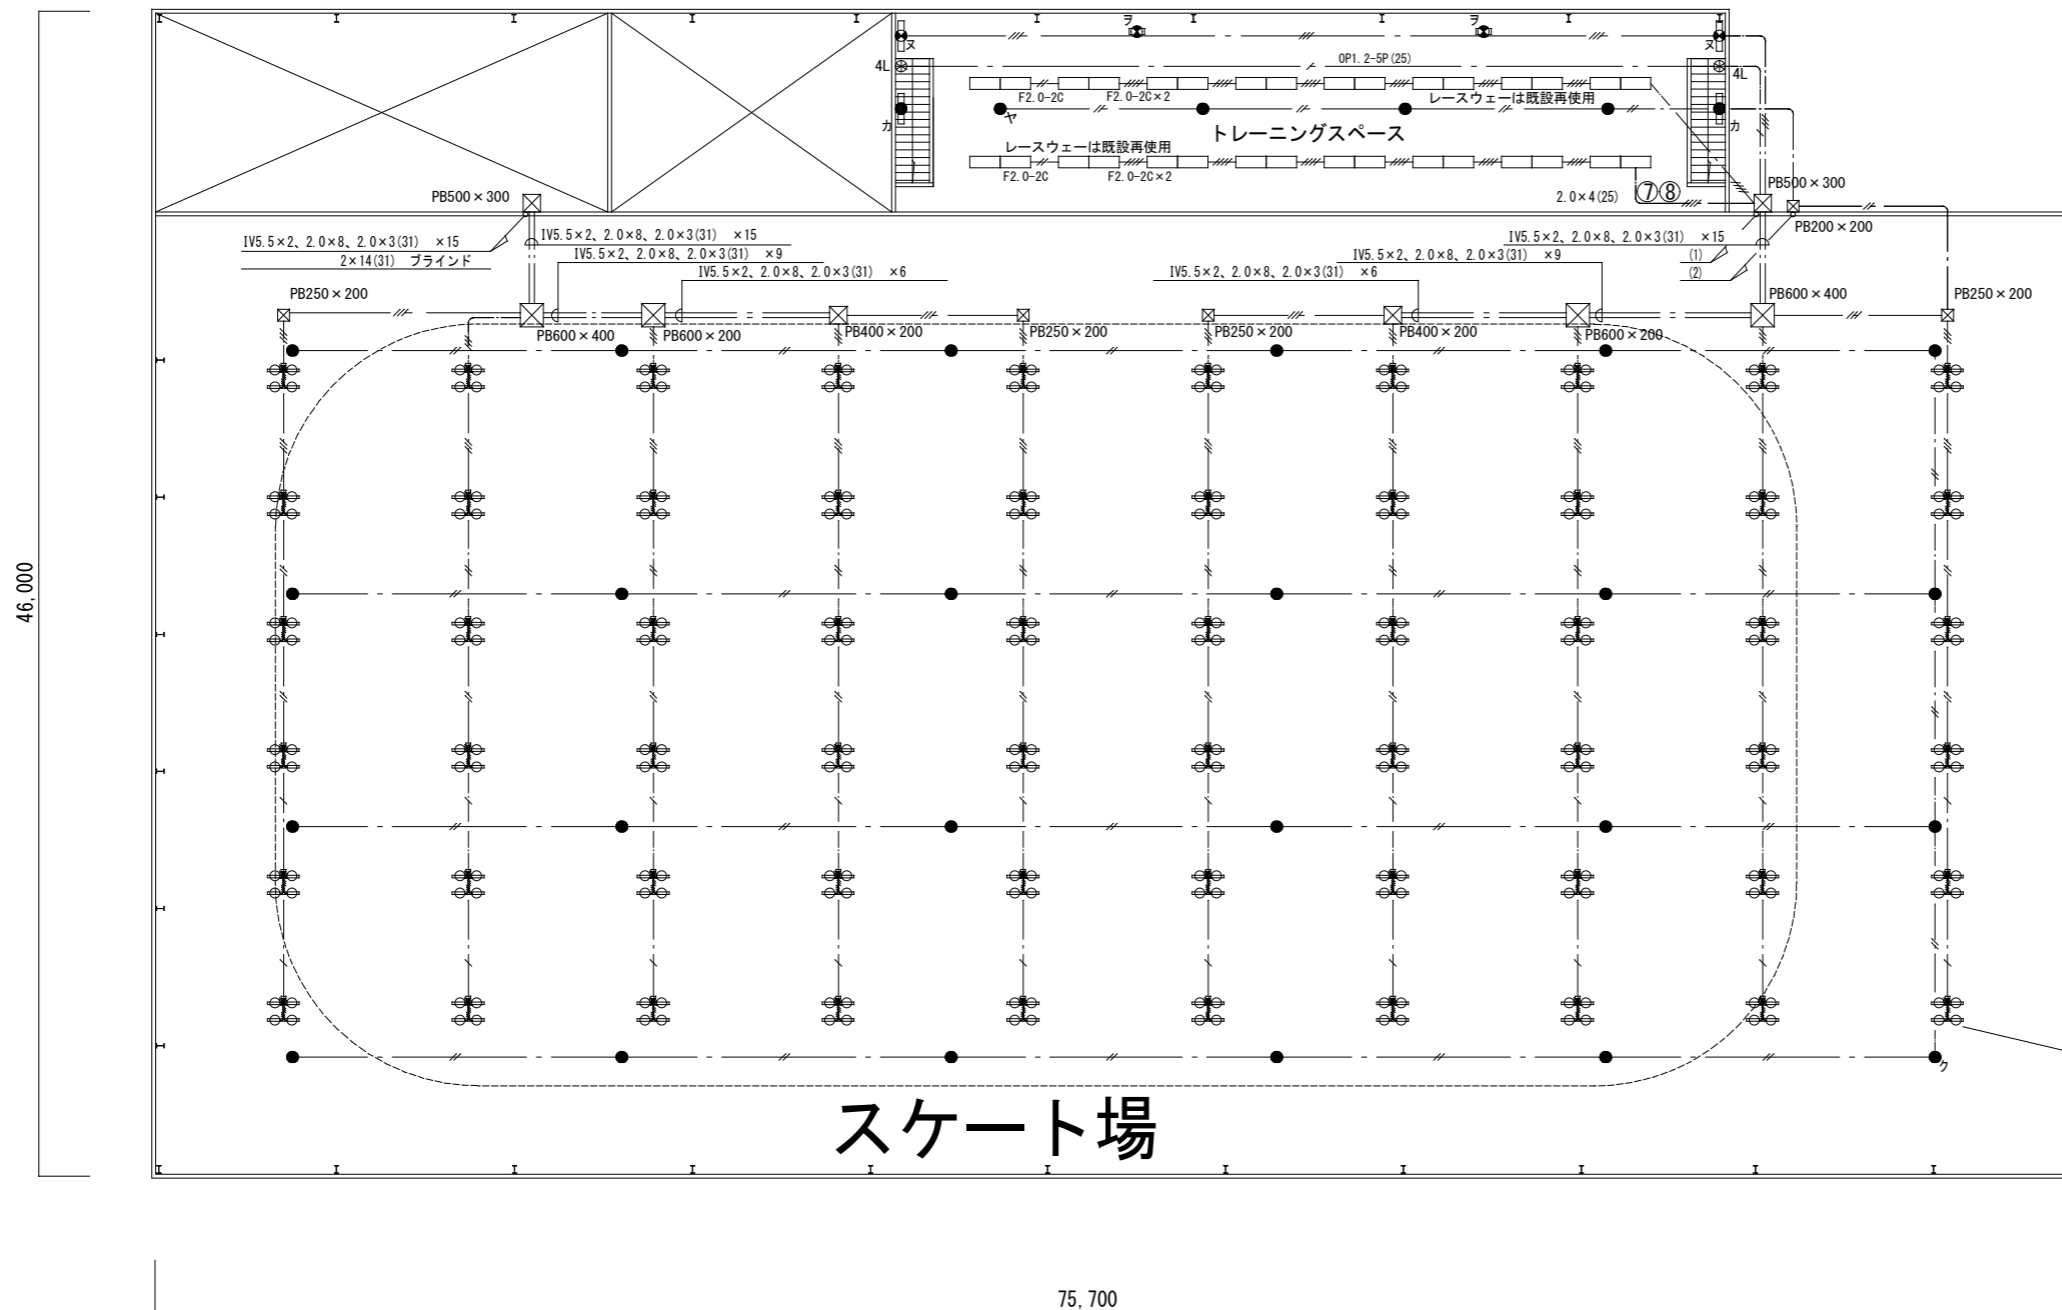 ヲ
ヲ
ヌ
ヌ
4L
OP1.2-5P(25)
4L
F2.0-2C
F2.0-2C×2
レースウェーは既設再使用
カ
ヤ
トレーニングスペース
カ
レースウェーは既設再使用
F2.0-2C
F2.0-2C×2
PB500×300
2.0×4(25)
⑦⑧
PB500×300
PB200×200
IV5.5×2、2.0×8、2.0×3(31) ×15
2×14(31) ブラインド
IV5.5×2、2.0×8、2.0×3(31) ×15
IV5.5×2、2.0×8、2.0×3(31) ×9
IV5.5×2、2.0×8、2.0×3(31) ×6
IV5.5×2、2.0×8、2.0×3(31) ×15
(1)
(2)
IV5.5×2、2.0×8、2.0×3(31) ×9
IV5.5×2、2.0×8、2.0×3(31) ×6
PB250×200
PB600×400
PB600×200
PB400×200
PB250×200
PB250×200
PB400×200
PB600×200
PB600×400
PB250×200
46,000
ク
スケート場
75,700